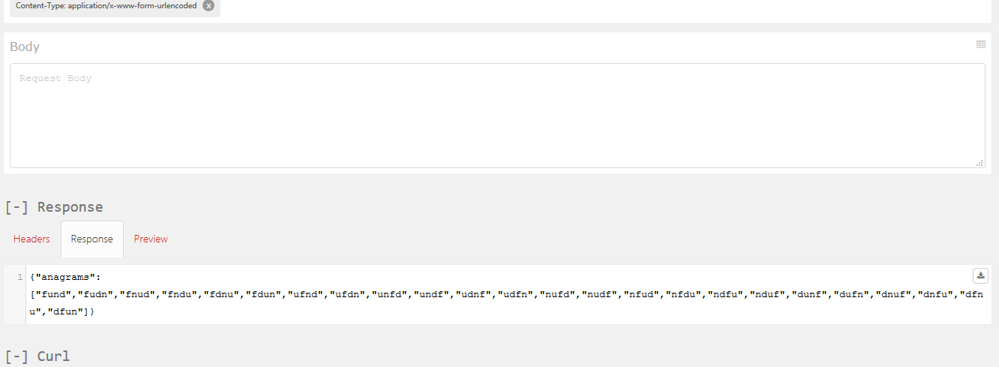 Content-Type: application/x-www-form-urlencoded x
Body
Request Body
[-] Response
Headers Response Preview
1 {"anagrams":
["fund","fudn","fnud","fndu","fdnu","fdun","ufnd","ufdn","unfd","undf","udnf","udfn","nufd","nudf","nfud","nfdu","ndfu","nduf","dunf","dufn","dnuf","dnfu","dfn
u","dfun"]}
[-] Curl